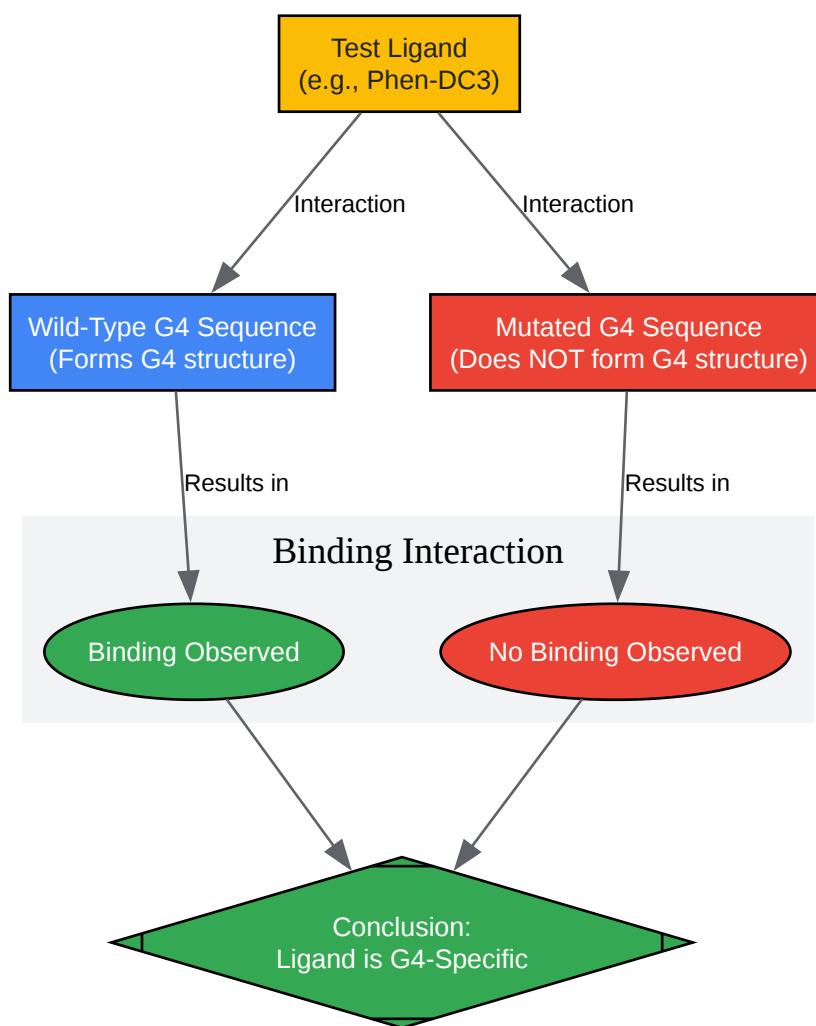 Test Ligand
(e.g., Phen-DC3)
Interaction
Interaction
Wild-Type G4 Sequence
(Forms G4 structure)
Mutated G4 Sequence
(Does NOT form G4 structure)
Results in
Results in
Binding Interaction
Binding Observed
No Binding Observed
Conclusion:
Ligand is G4-Specific